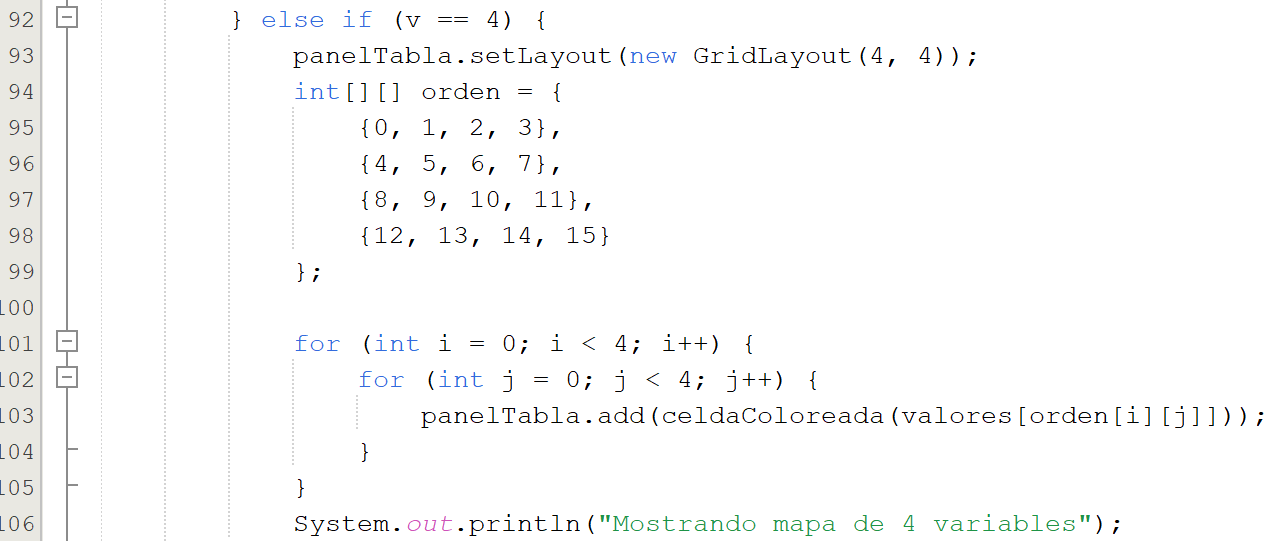 92 } else if (v == 4) {
93 panelTabla.setLayout(new GridLayout(4, 4));
94 int[][] orden = {
95 {0, 1, 2, 3},
96 {4, 5, 6, 7},
97 {8, 9, 10, 11},
98 {12, 13, 14, 15}
99 };
100
101 for (int i = 0; i < 4; i++) {
102 for (int j = 0; j < 4; j++) {
103 panelTabla.add(celdaColoreada(valores[orden[i][j]]));
104 }
105 }
106 System.out.println("Mostrando mapa de 4 variables");